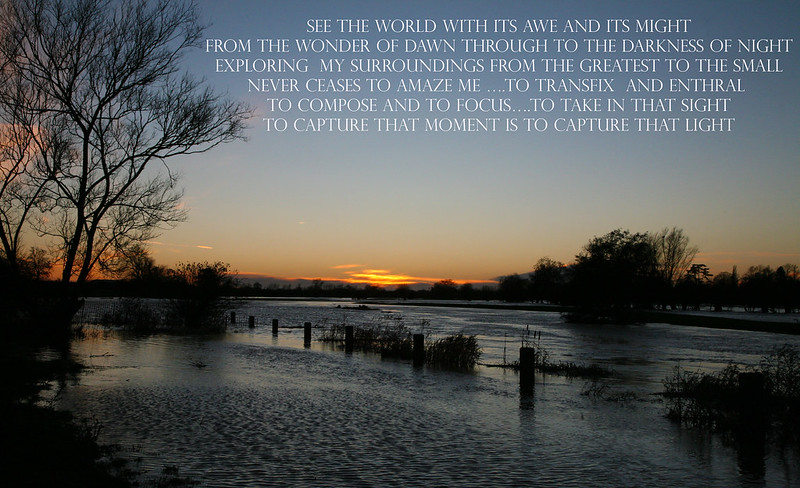 SEE THE WORLD WITH ITS AWE AND ITS MIGHT
FROM THE WONDER OF DAWN THROUGH TO THE DARKNESS OF NIGHT
EXPLORING MY SURROUNDINGS FROM THE GREATEST TO THE SMALL
NEVER CEASES TO AMAZE ME ....TO TRANSFIX AND ENTHRAL
TO COMPOSE AND TO FOCUS....TO TAKE IN THAT SIGHT
TO CAPTURE THAT MOMENT IS TO CAPTURE THAT LIGHT